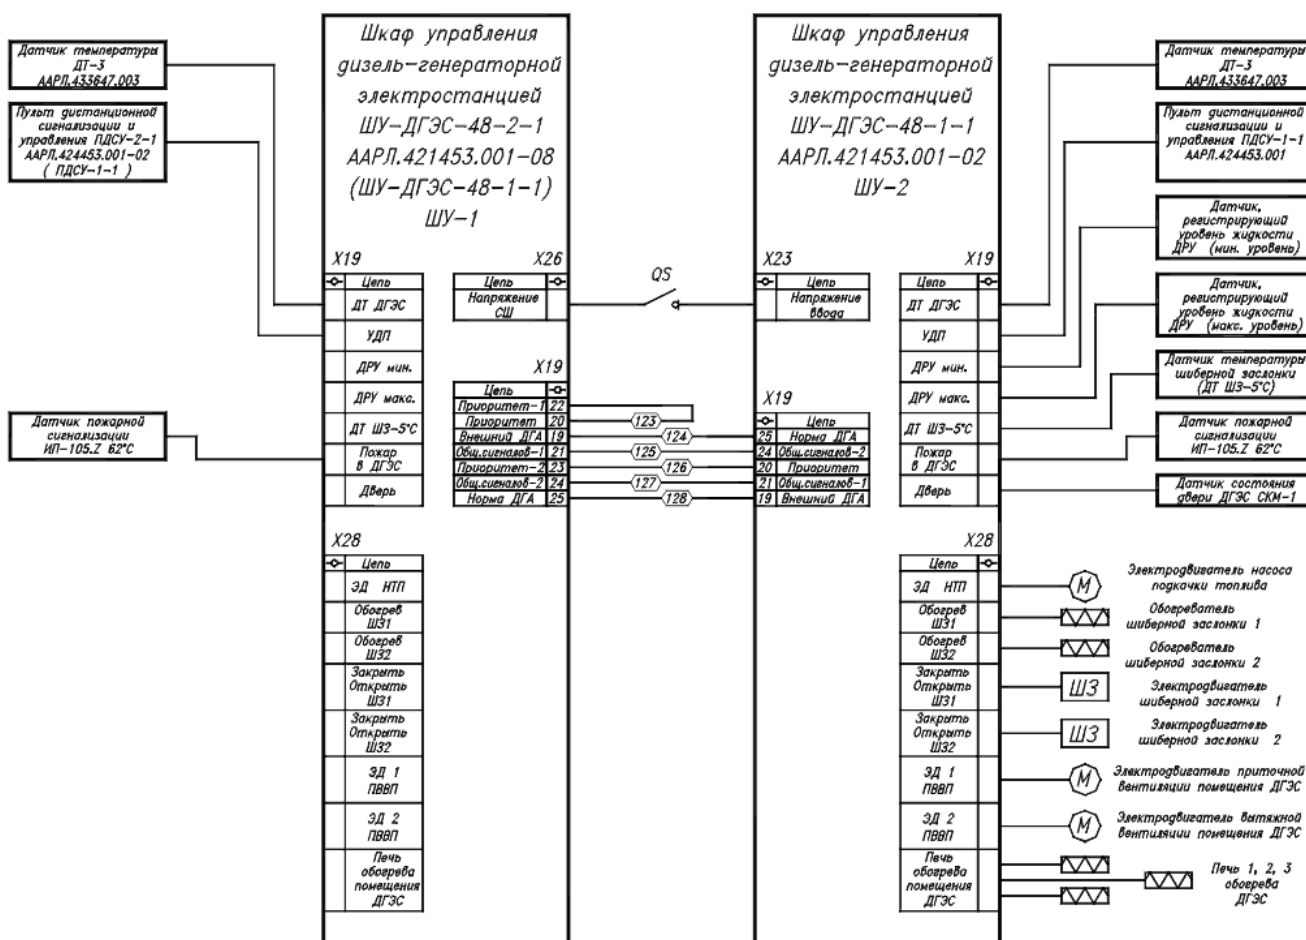 Датчик температуры
ДТ-3
ААРЛ.433647.003
Пульт дистанционной
сигнализации и
управления ПДСУ-2-1
ААРЛ.424453.001-02
( ПДСУ-1-1 )
Датчик пожарной
сигнализации
ИП-105.Z 62°С
Шкаф управления
дизель-генераторной
электростанцией
ШУ-ДГЭС-48-2-1
ААРЛ.421453.001-08
(ШУ-ДГЭС-48-1-1)
ШУ-1
X19
Цепь
ДТ ДГЭС
УДП
ДРУ мин.
ДРУ макс.
ДТ ШЗ-5°С
Пожар
в ДГЭС
Дверь
X28
Цепь
ЭД НТП
Обогрев
ШЗ1
Обогрев
ШЗ2
Закрыть
Открыть
ШЗ1
Закрыть
Открыть
ШЗ2
ЭД 1
ПВВП
ЭД 2
ПВВП
Печь
обогрева
помещения
ДГЭС
X26
Цепь
Напряжение
СШ
X19
Цепь
Приоритет-1 22
Приоритет 20
Внешний ДГА 19
Общ.сигналов-1 21
Приоритет-2 23
Общ.сигналов-2 24
Норма ДГА 25
QS
123
124
125
126
127
128
Шкаф управления
дизель-генераторной
электростанцией
ШУ-ДГЭС-48-1-1
ААРЛ.421453.001-02
ШУ-2
X23
Цепь
Напряжение
ввода
X19
Цепь
25 Норма ДГА
24 Общ.сигналов-2
20 Приоритет
21 Общ.сигналов-1
19 Внешний ДГА
X19
Цепь
ДТ ДГЭС
УДП
ДРУ мин.
ДРУ макс.
ДТ ШЗ-5°С
Пожар
в ДГЭС
Дверь
X28
Цепь
ЭД НТП
Обогрев
ШЗ1
Обогрев
ШЗ2
Закрыть
Открыть
ШЗ1
Закрыть
Открыть
ШЗ2
ЭД 1
ПВВП
ЭД 2
ПВВП
Печь
обогрева
помещения
ДГЭС
Датчик температуры
ДТ-3
ААРЛ.433647.003
Пульт дистанционной
сигнализации и
управления ПДСУ-1-1
ААРЛ.424453.001
Датчик,
регистрирующий
уровень жидкости
ДРУ (мин. уровень)
Датчик,
регистрирующий
уровень жидкости
ДРУ (макс. уровень)
Датчик температуры
шиберной заслонки
(ДТ ШЗ-5°С)
Датчик пожарной
сигнализации
ИП-105.Z 62°С
Датчик состояния
двери ДГЭС СКМ-1
М
Электродвигатель насоса
подкачки топлива
Обогреватель
шиберной заслонки 1
Обогреватель
шиберной заслонки 2
ШЗ
Электродвигатель
шиберной заслонки 1
ШЗ
Электродвигатель
шиберной заслонки 2
М
Электродвигатель приточной
вентиляции помещения ДГЭС
М
Электродвигатель вытяжной
вентиляции помещения ДГЭС
Печь 1, 2, 3
обогрева
ДГЭС